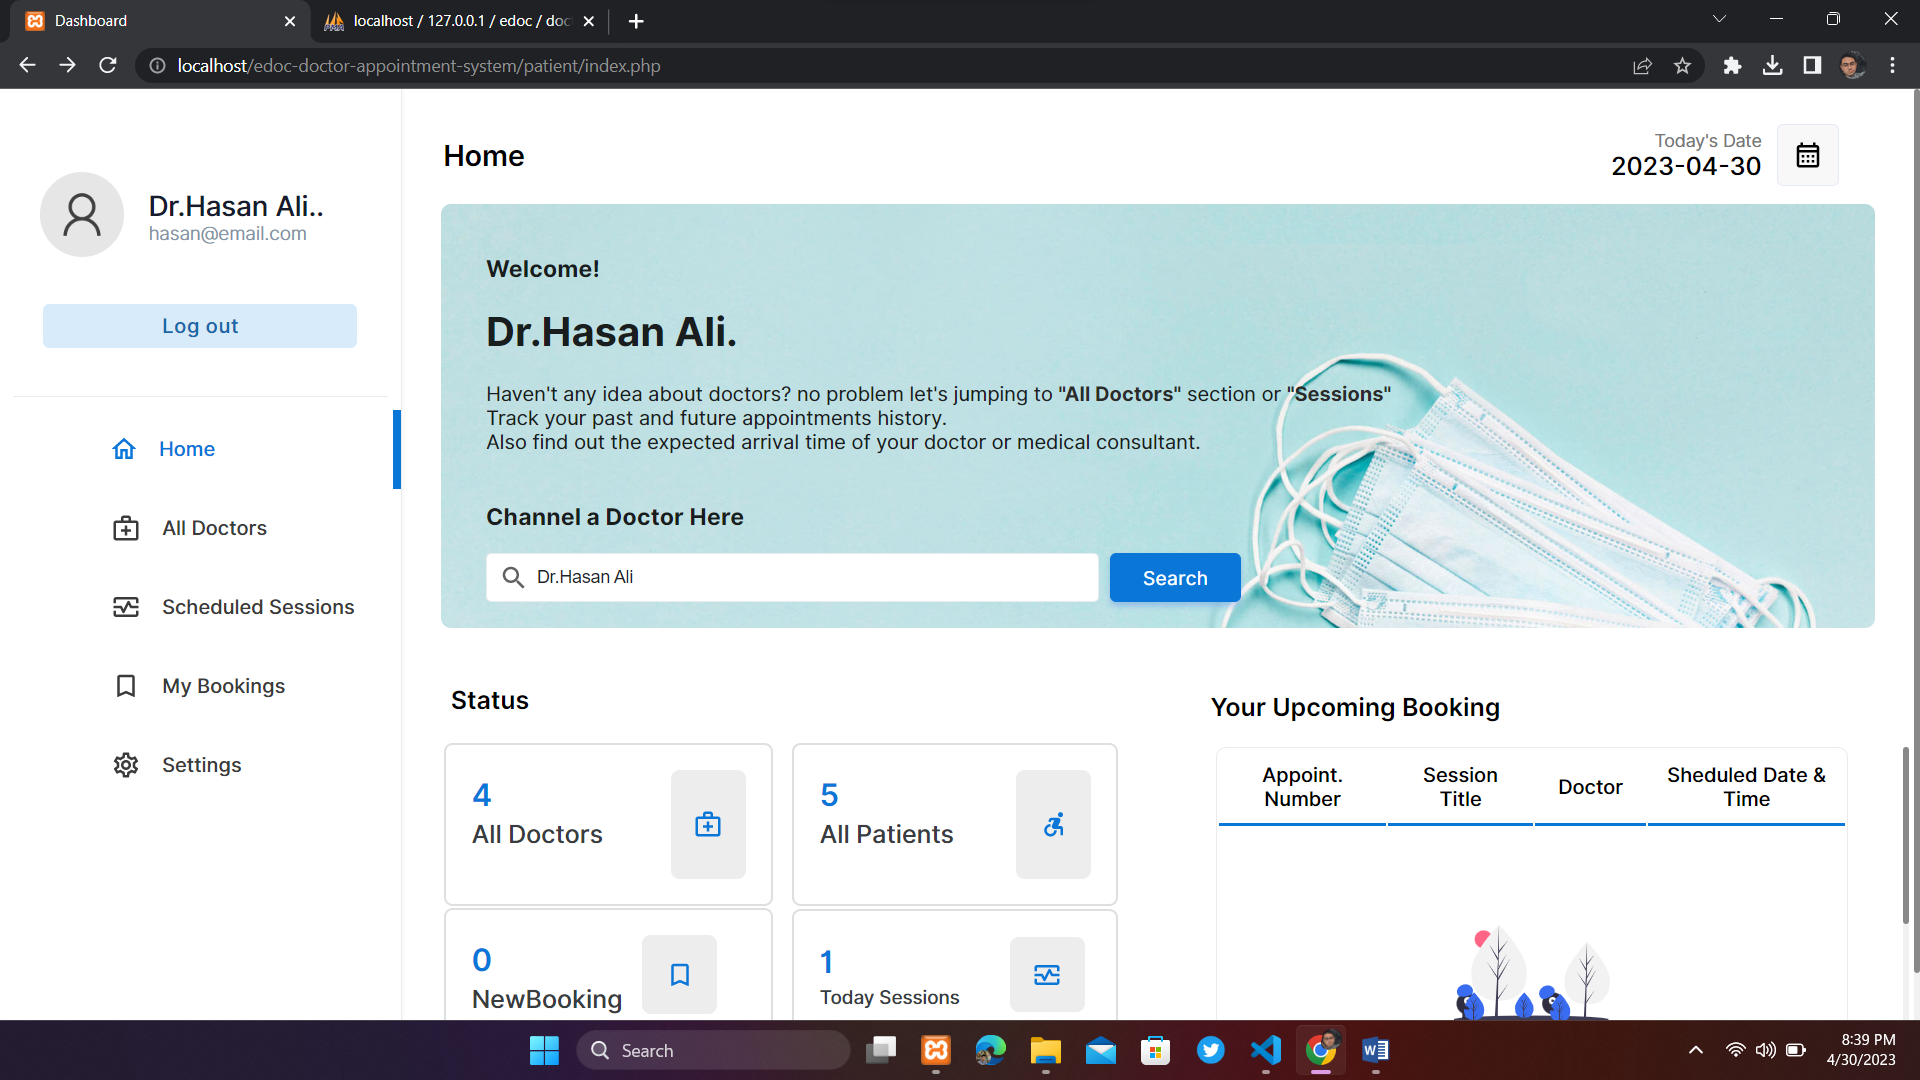 Dashboard
localhost / 127.0.0.1 / edoc / doc
localhost/edoc-doctor-appointment-system/patient/index.php
Dr.Hasan Ali..
hasan@email.com
Log out
Home
All Doctors
Scheduled Sessions
My Bookings
Settings
Home
Today's Date
2023-04-30
Welcome!
Dr.Hasan Ali.
Haven't any idea about doctors? no problem let's jumping to "All Doctors" section or "Sessions"
Track your past and future appointments history.
Also find out the expected arrival time of your doctor or medical consultant.
Channel a Doctor Here
Dr.Hasan Ali
Search
Status
4
All Doctors
5
All Patients
0
NewBooking
1
Today Sessions
Your Upcoming Booking
Appoint.
Number
Session
Title
Doctor
Sheduled Date &
Time
Search
8:39 PM
4/30/2023